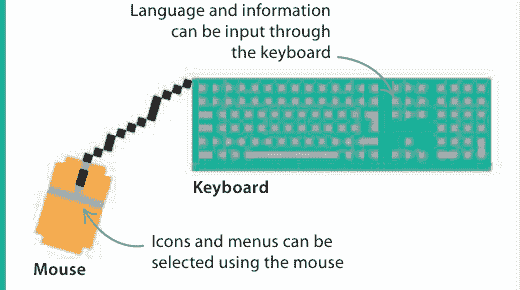 Language and information
can be input through
the keyboard
Keyboard
Icons and menus can be
selected using the mouse
Mouse